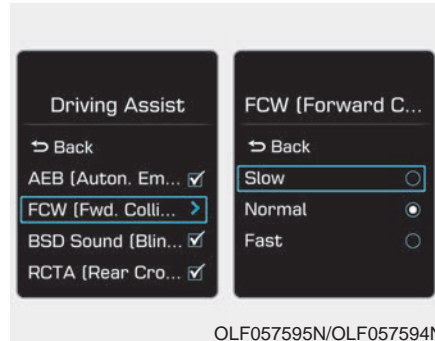 Driving Assist
Back
AEB (Auton. Em...
FCW (Fwd. Colli...
BSD Sound (Blin...
RCTA (Rear Cro...
FCW (Forward C...
Back
Slow
Normal
Fast
OLF057595N/OLF057594N